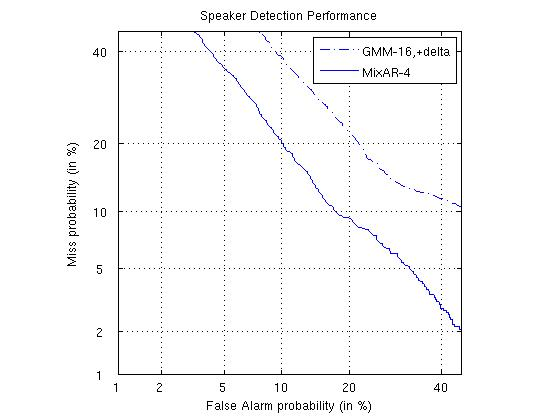 Speaker Detection Performance
GMM-16,+delta
MixAR-4
40
20
10
5
2
1
Miss probability (in %)
1 2 5 10 20 40
False Alarm probability (in %)